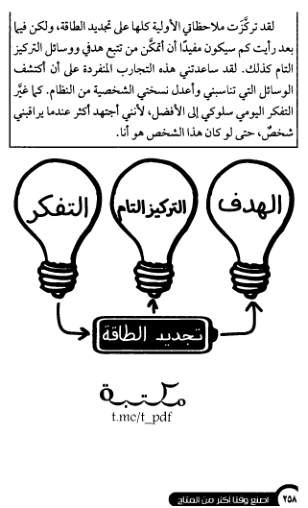 لقد تركَّزَت ملاحظاتي الأولية كلها على تجديد الطاقة، ولكن فيما
بعد رأيت كم سيكون مفيدًا أن أتمكَّن من تتبع هدفي ووسائل التركيز
التام كذلك. لقد ساعدتني هذه التجارب المنفردة على أن أكتشف
الوسائل التي تناسبني وأعدل نسختي الشخصية من النظام. كما غيَّر
التفكر اليومي سلوكي إلى الأفضل، لأنني أجتهد أكثر عندما يراقبني
شخصٌ، حتى لو كان هذا الشخص هو أنا.
الهدف
التركيز التام
التفكر
تجديد الطاقة
مكتبة
t.me/t_pdf
٢٥٨ اصنع وقتا أكثر من المتاح